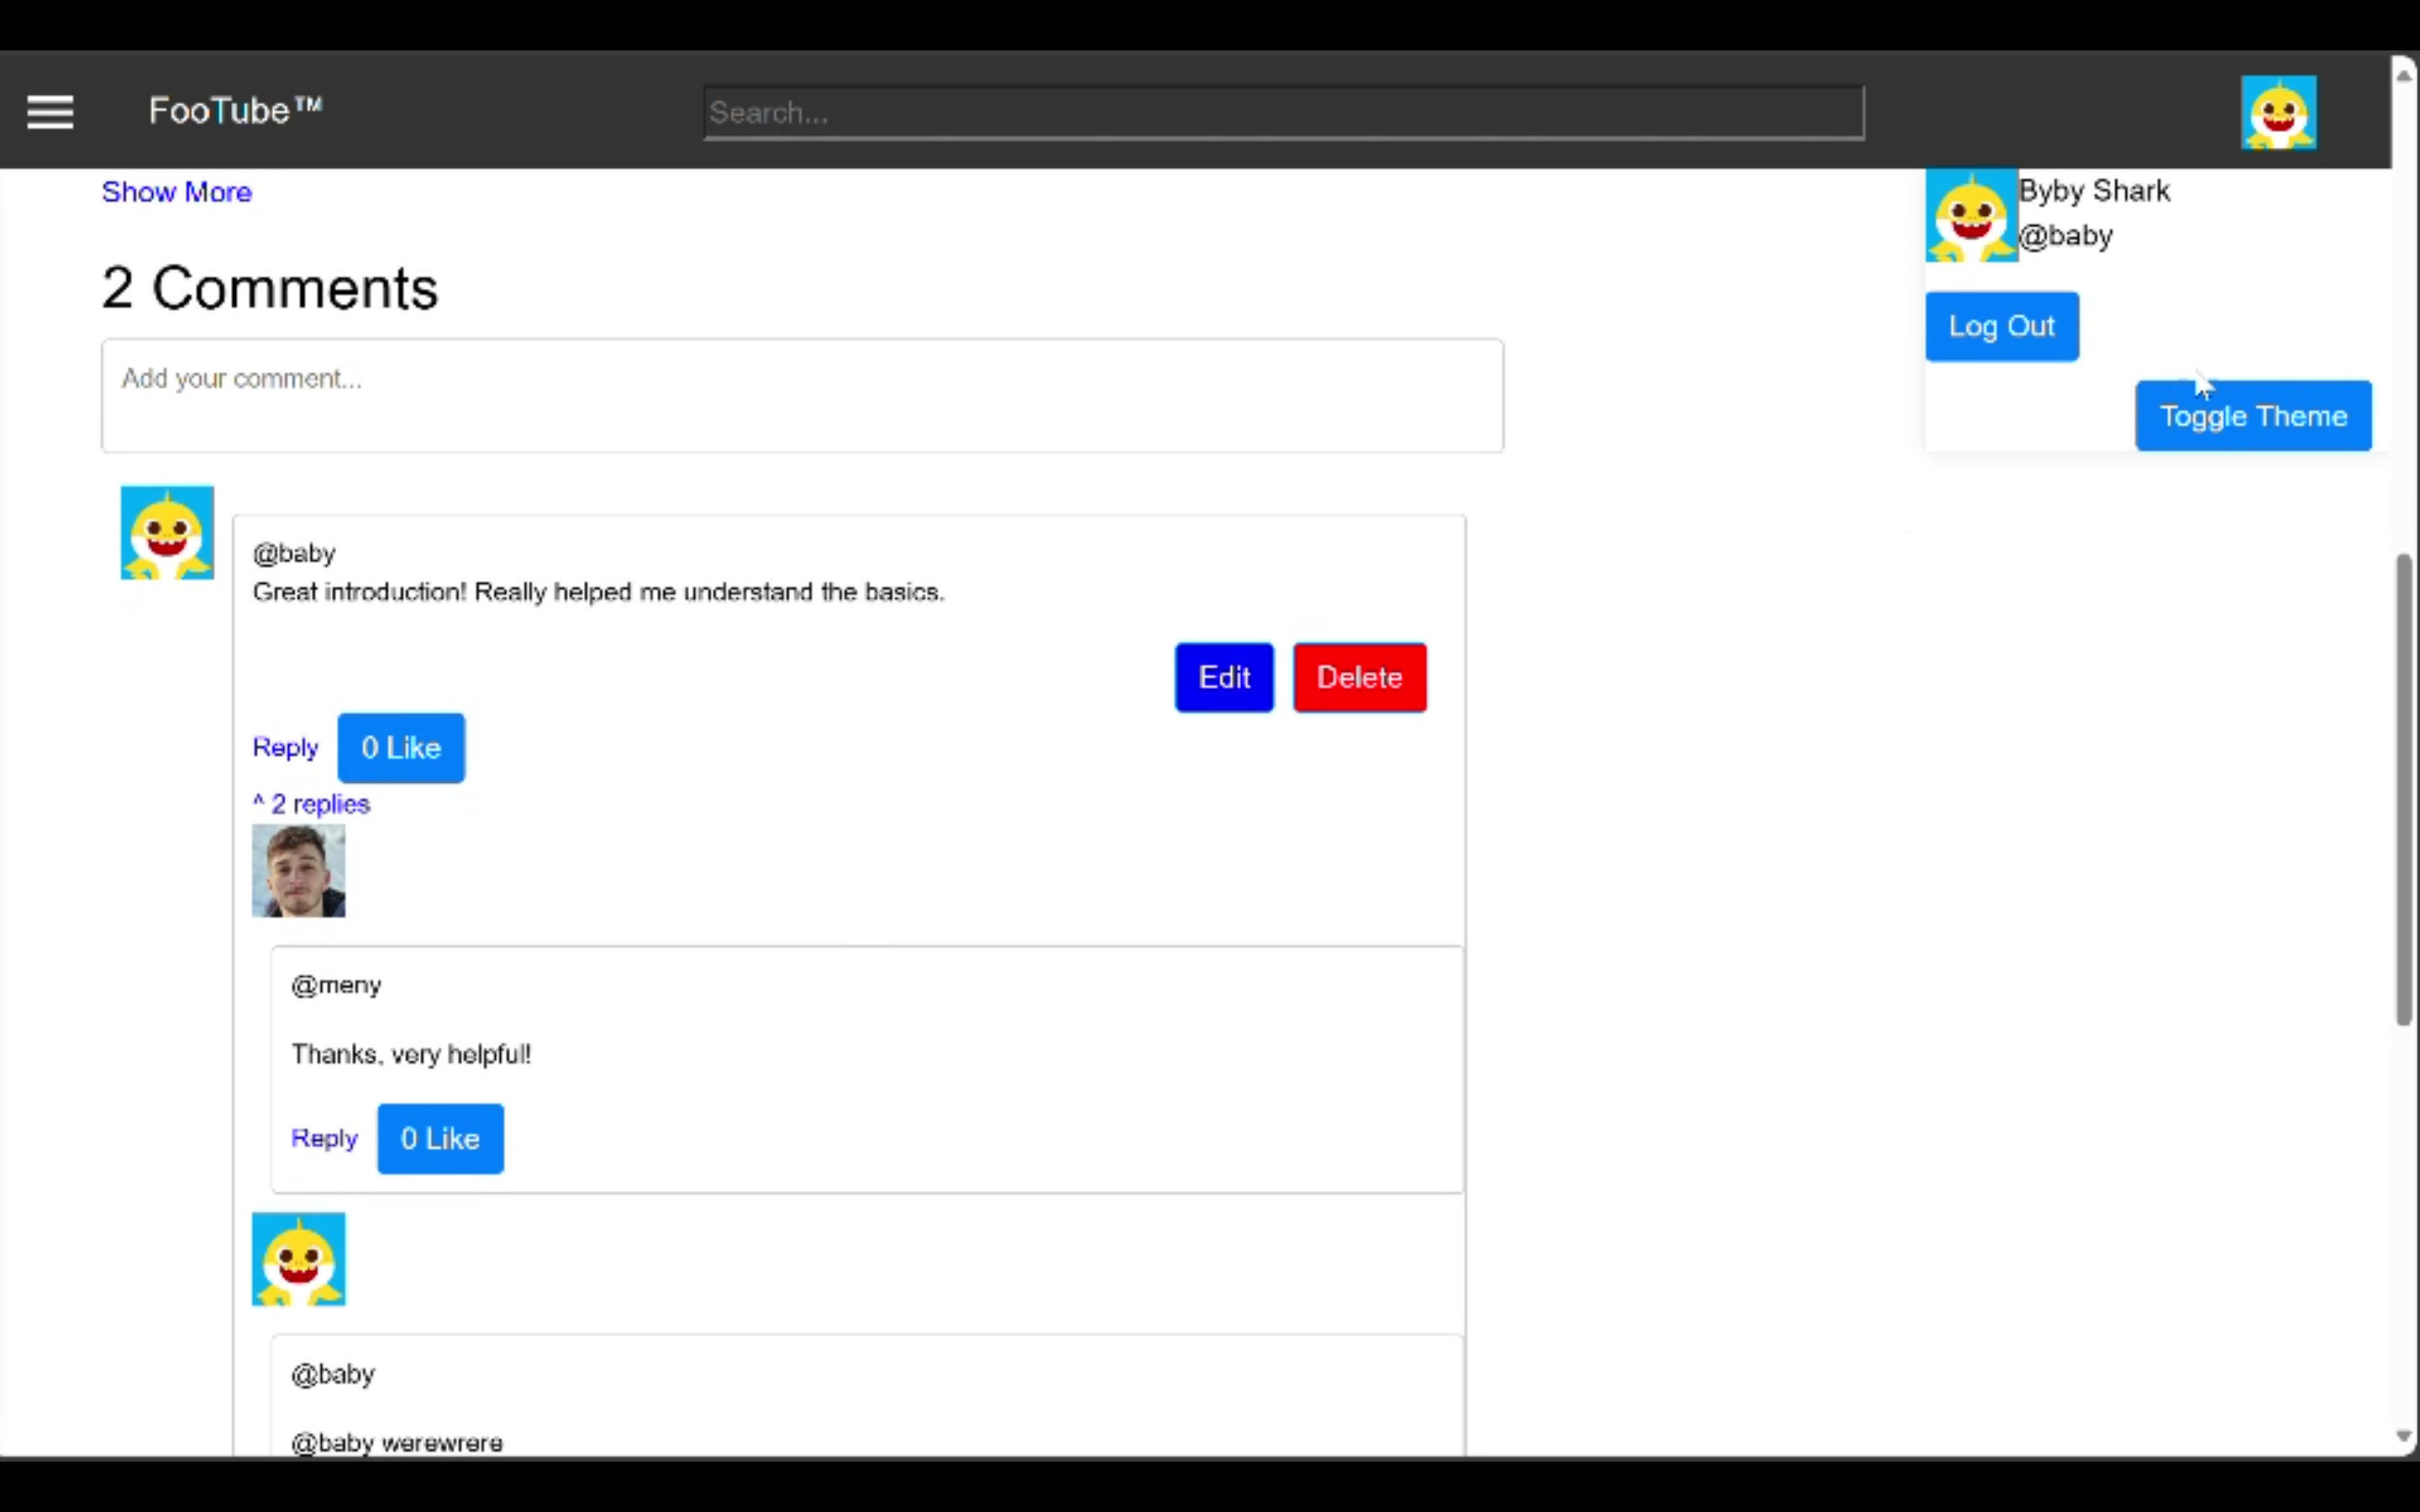 FooTube™
Search...
Show More
Byby Shark
@baby
Log Out
Toggle Theme
2 Comments
Add your comment...
@baby
Great introduction! Really helped me understand the basics.
Edit Delete
Reply 0 Like
^ 2 replies
@meny
Thanks, very helpful!
Reply 0 Like
@baby
@baby werewrere